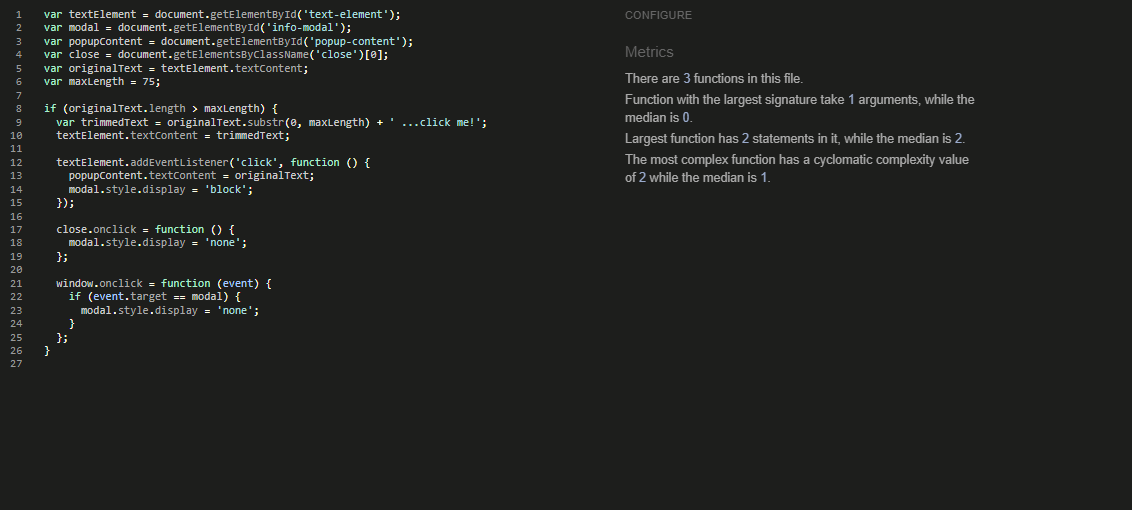 1 var textElement = document.getElementById('text-element');
2 var modal = document.getElementById('info-modal');
3 var popupContent = document.getElementById('popup-content');
4 var close = document.getElementsByClassName('close')[0];
5 var originalText = textElement.textContent;
6 var maxLength = 75;
7
8 if (originalText.length > maxLength) {
9   var trimmedText = originalText.substr(0, maxLength) + ' ...click me!';
10   textElement.textContent = trimmedText;
11
12   textElement.addEventListener('click', function () {
13     popupContent.textContent = originalText;
14     modal.style.display = 'block';
15   });
16
17   close.onclick = function () {
18     modal.style.display = 'none';
19   };
20
21   window.onclick = function (event) {
22     if (event.target == modal) {
23       modal.style.display = 'none';
24     }
25   };
26 }
27
CONFIGURE
Metrics
There are 3 functions in this file.
Function with the largest signature take 1 arguments, while the
median is 0.
Largest function has 2 statements in it, while the median is 2.
The most complex function has a cyclomatic complexity value
of 2 while the median is 1.